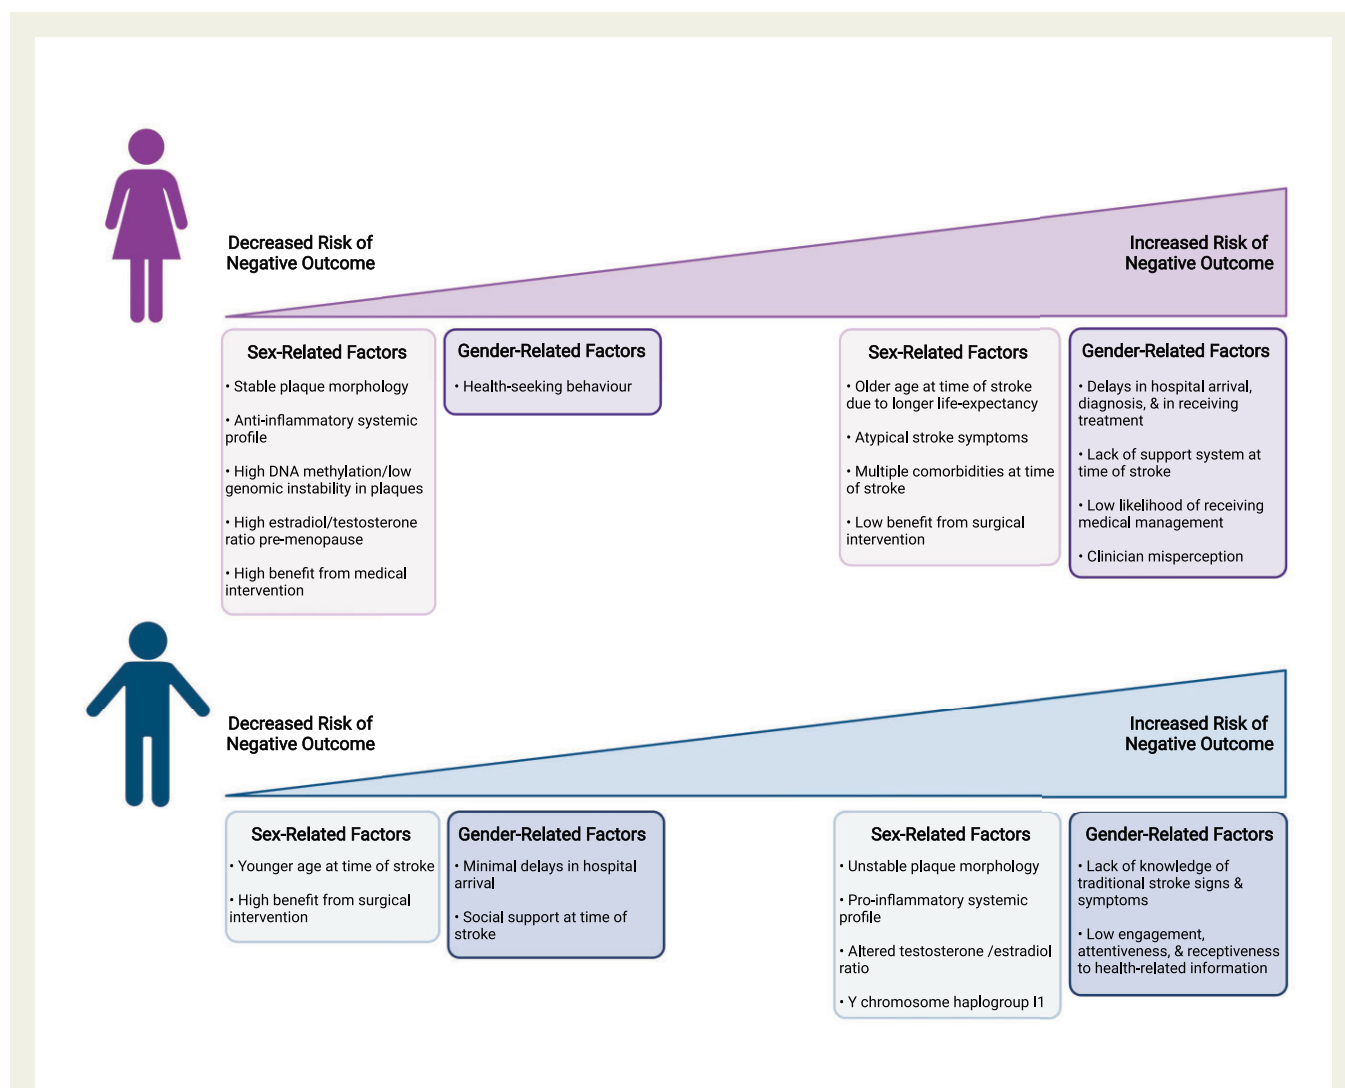 Decreased Risk of
Negative Outcome
Increased Risk of
Negative Outcome
Sex-Related Factors
• Stable plaque morphology
• Anti-inflammatory systemic
profile
• High DNA methylation/low
genomic instability in plaques
• High estradiol/testosterone
ratio pre-menopause
• High benefit from medical
intervention
Gender-Related Factors
• Health-seeking behaviour
Sex-Related Factors
• Older age at time of stroke
due to longer life-expectancy
• Atypical stroke symptoms
• Multiple comorbidities at time
of stroke
• Low benefit from surgical
intervention
Gender-Related Factors
• Delays in hospital arrival,
diagnosis, & in receiving
treatment
• Lack of support system at
time of stroke
• Low likelihood of receiving
medical management
• Clinician misperception
Decreased Risk of
Negative Outcome
Increased Risk of
Negative Outcome
Sex-Related Factors
• Younger age at time of stroke
• High benefit from surgical
intervention
Gender-Related Factors
• Minimal delays in hospital
arrival
• Social support at time of
stroke
Sex-Related Factors
• Unstable plaque morphology
• Pro-inflammatory systemic
profile
• Altered testosterone /estradiol
ratio
• Y chromosome haplogroup I1
Gender-Related Factors
• Lack of knowledge of
traditional stroke signs &
symptoms
• Low engagement,
attentiveness, & receptiveness
to health-related information